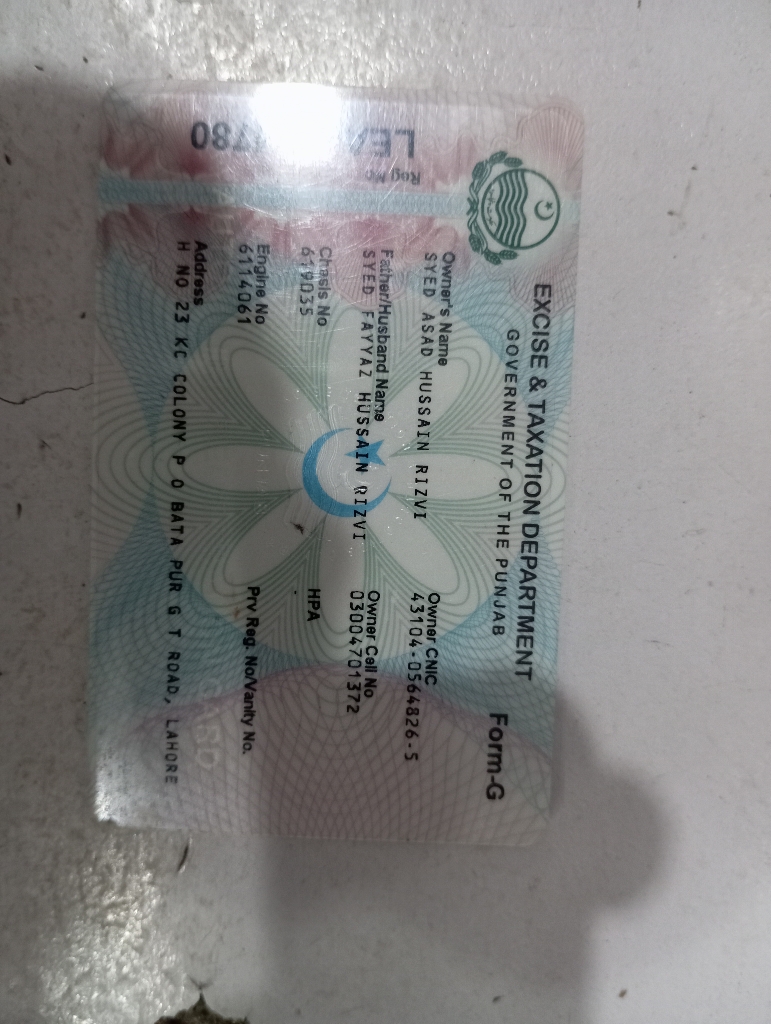 EXCISE & TAXATION DEPARTMENT
GOVERNMENT OF THE PUNJAB
Form-G
Reg No
Owner's Name
SYED ASAD HUSSAIN RIZVI
Owner CNIC
43104-0564826-5
Father/Husband Name
SYED FAYYAZ HUSSAIN RIZVI
Owner Cell No
03004701372
Chasis No
619035
HPA
Engine No
6114061
Prv Reg. No/Vanity No.
Address
H NO 23 KC COLONY P O BATA PUR G T ROAD, LAHORE